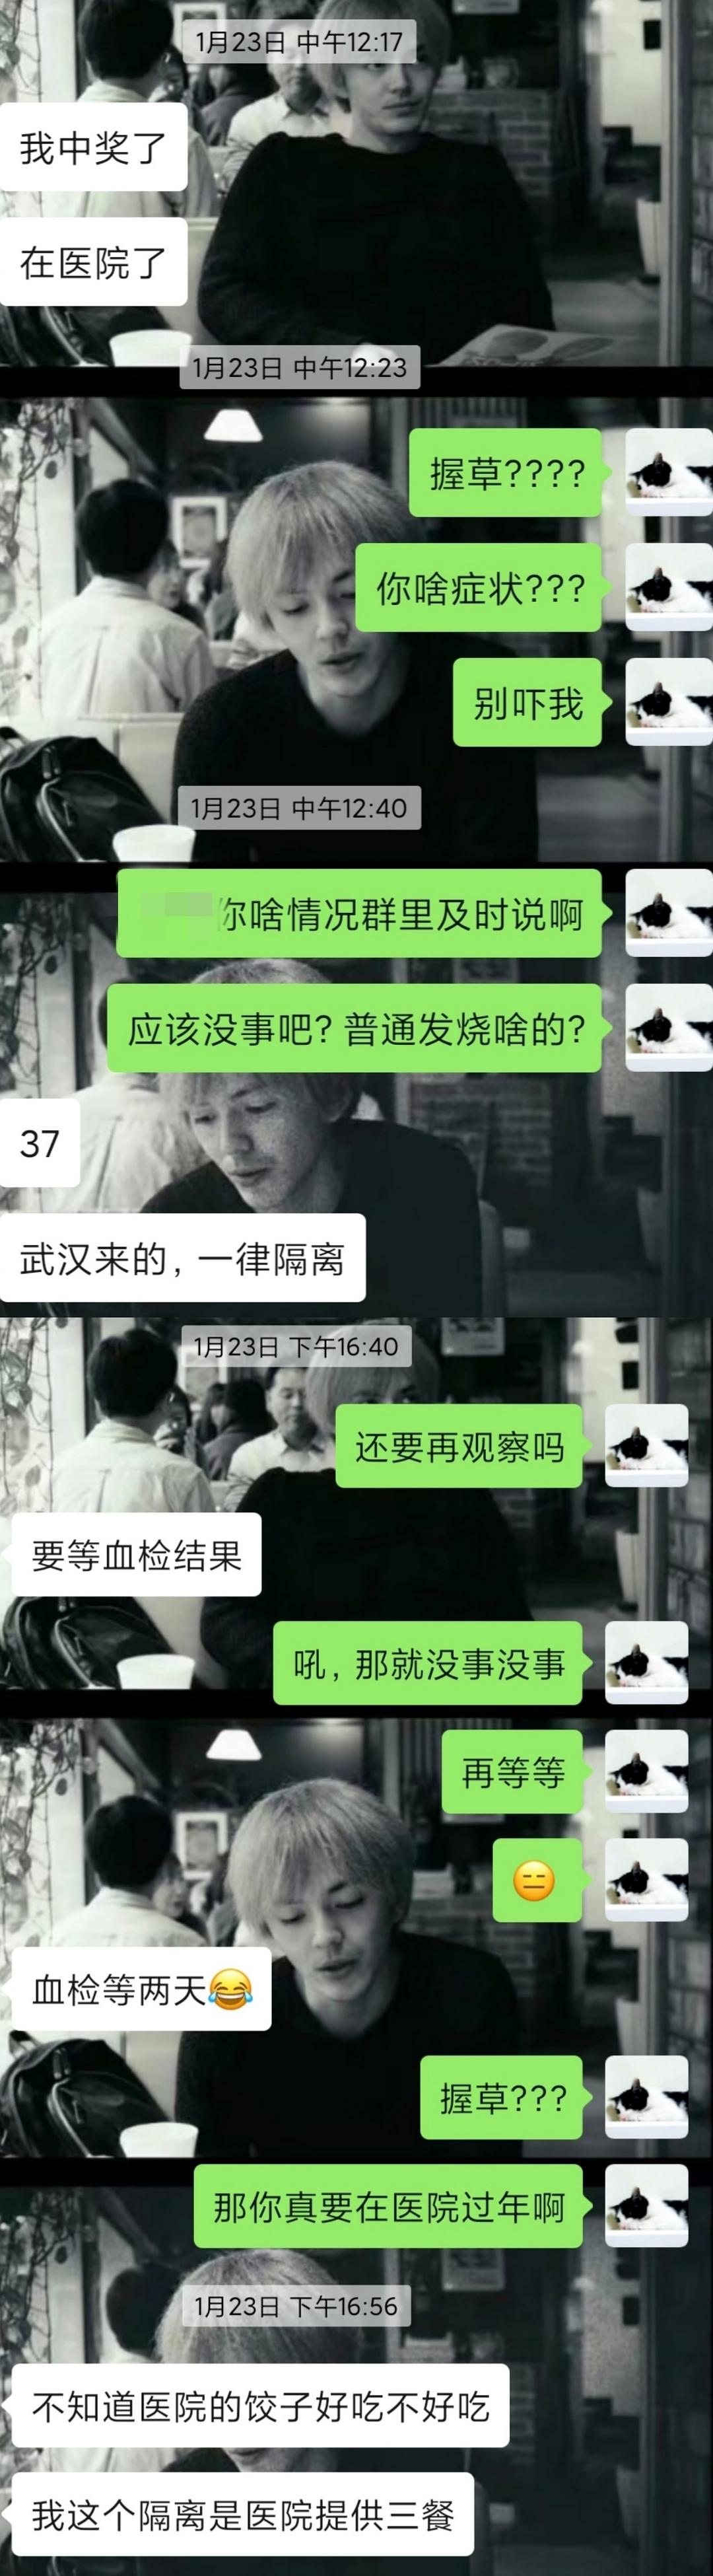 1月23日 中午12:17
我中奖了
在医院了
1月23日 中午12:23
握草????
你啥症状???
别吓我
1月23日 中午12:40
你啥情况群里及时说啊
应该没事吧? 普通发烧啥的?
37
武汉来的, 一律隔离
1月23日 下午16:40
还要再观察吗
要等血检结果
吼, 那就没事没事
再等等
😑
血检等两天😂
握草???
那你真要在医院过年啊
1月23日 下午16:56
不知道医院的饺子好吃不好吃
我这个隔离是医院提供三餐